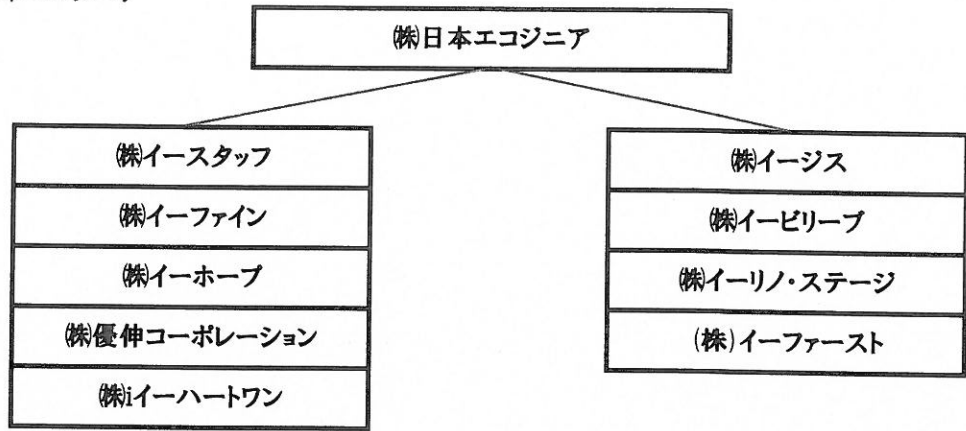 ㈱日本エコジニア
㈱イースタッフ
㈱イーファイン
㈱イーホープ
㈱優伸コーポレーション
㈱iイーハートワン
㈱イージス
㈱イービリーブ
㈱イーリノ・ステージ
(株)イーファースト